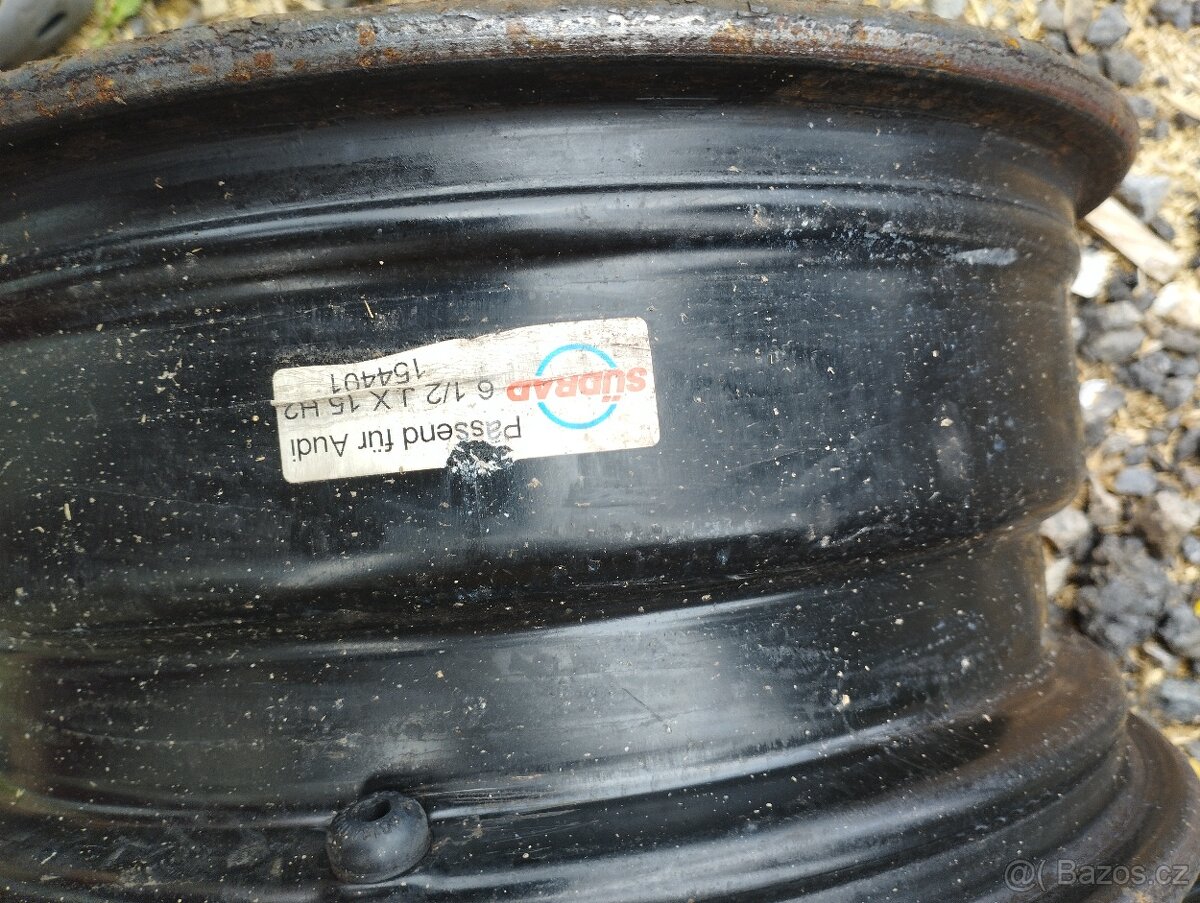 Passend für Audi
6 1/2 J X 15 H2
154401
SÜDRAD
@( Bazos.cz